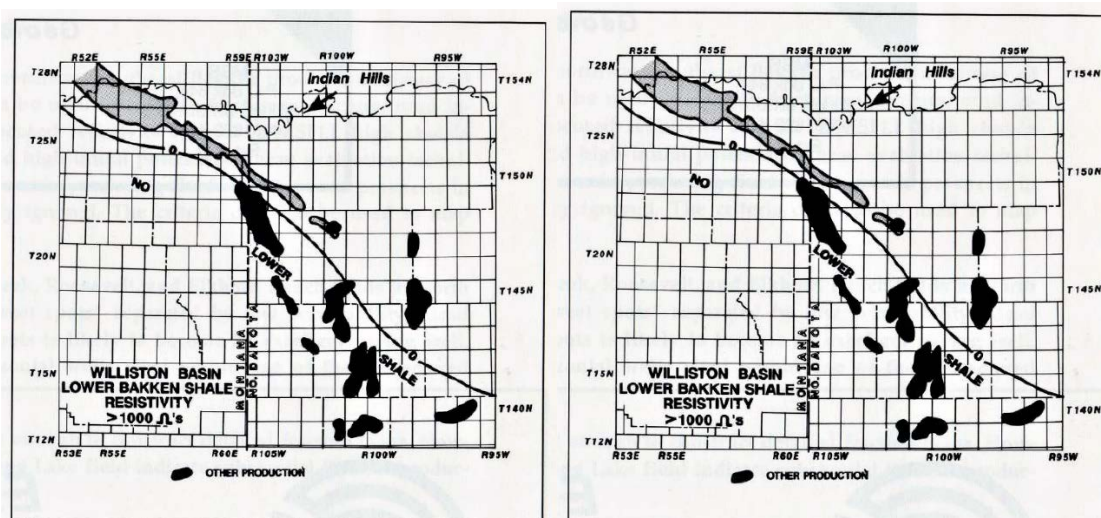 R52E R55E R59E R103W R100W R95W
T28N Indian Hills T154N
T25N 0
NO T150N
LOWER
T20N
T145N
0
SHALE
MONTANA
NO. DAKOTA
WILLISTON BASIN
LOWER BAKKEN SHALE
RESISTIVITY
>1000 Ω's
T140N
T12N
R53E R55E R60E R105W R100W R95W
OTHER PRODUCTION
R52E R55E R59E R103W R100W R95W
T28N Indian Hills T154N
T25N 0
NO T150N
LOWER
T20N
T145N
0
T15N SHALE
MONTANA
NO. DAKOTA
WILLISTON BASIN
LOWER BAKKEN SHALE
RESISTIVITY
>1000 Ω's
T140N
T12N
R53E R55E R60E R105W R100W R95W
OTHER PRODUCTION